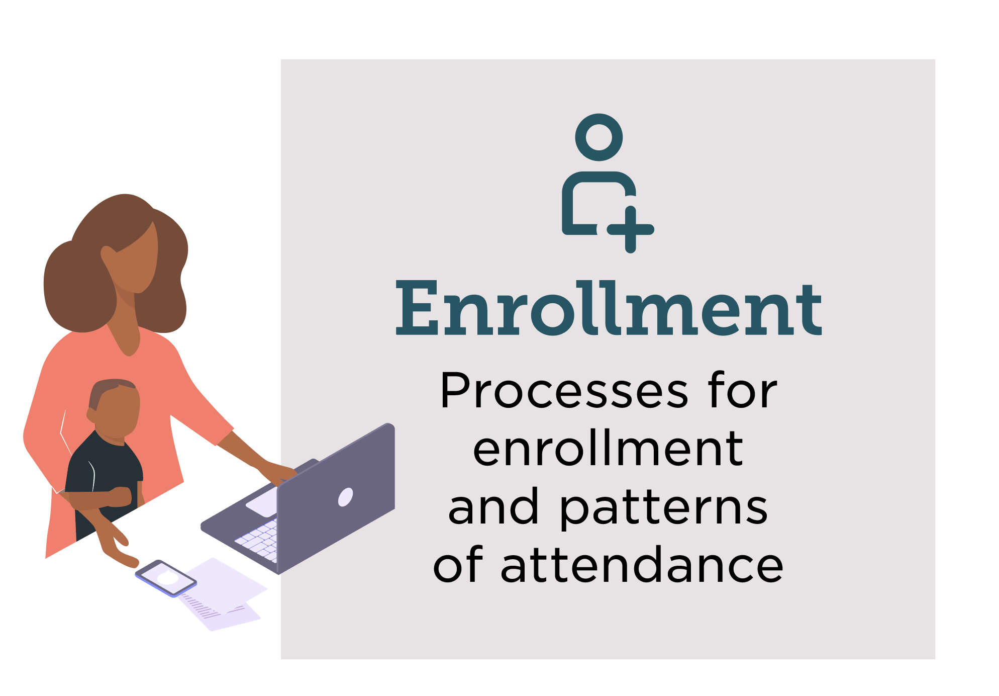 Enrollment
Processes for
enrollment
and patterns
of attendance